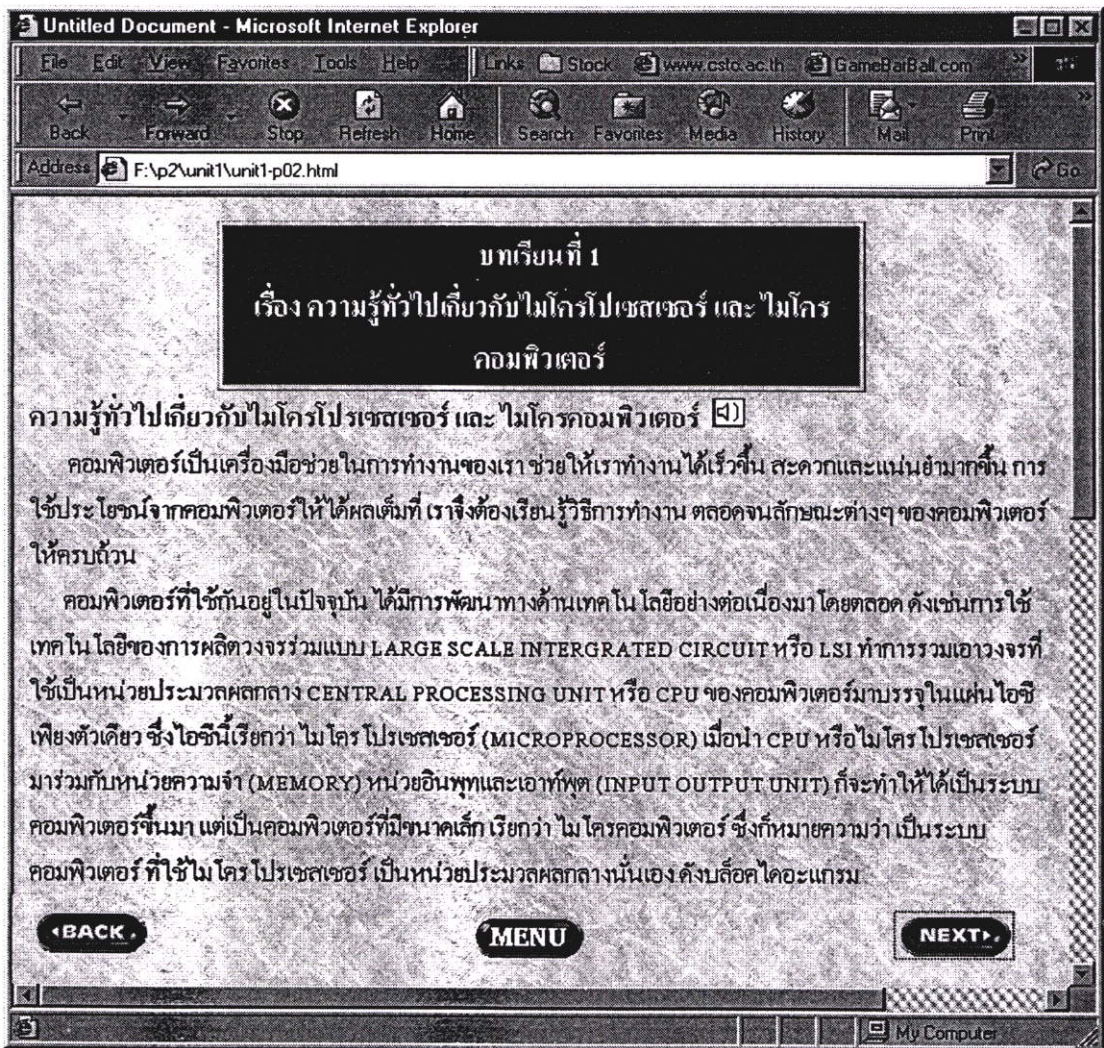 Untitled Document - Microsoft Internet Explorer
File Edit View Favorites Tools Help Links Stock www.csto.ac.th GameBarBall.com
Back Forward Stop Refresh Home Search Favorites Media History Mail Print
Address F:\p2\unit1\unit1-p02.html Go
บทเรียนที่ 1
เรื่อง ความรู้ทั่วไปเกี่ยวกับไมโครโปเซสเซอร์ และ ไมโคร
คอมพิวเตอร์
ความรู้ทั่วไปเกี่ยวกับไมโครโปรเซสเซอร์ และ ไมโครคอมพิวเตอร์
คอมพิวเตอร์เป็นเครื่องมือช่วยในการทำงานของเรา ช่วยให้เราทำงานได้เร็วขึ้น สะดวกและแน่นยำมากขึ้น การ
ใช้ประโยชน์จากคอมพิวเตอร์ให้ได้ผลเต็มที่ เราจึงต้องเรียนรู้วิธีการทำงาน ตลอดจนลักษณะต่างๆ ของคอมพิวเตอร์
ให้ครบถ้วน
คอมพิวเตอร์ที่ใช้กันอยู่ในปัจจุบัน ได้มีการพัฒนาทางด้านเทคโนโลยีอย่างต่อเนื่องมาโดยตลอด ดังเช่นการใช้
เทคโนโลยีของการผลิตวงจรร่วมแบบ LARGE SCALE INTERGRATED CIRCUIT หรือ LSI ทำการรวมเอาวงจรที่
ใช้เป็นหน่วยประมวลผลกลาง CENTRAL PROCESSING UNIT หรือ CPU ของคอมพิวเตอร์มาบรรจุในแผ่นไอซี
เพียงตัวเดียว ซึ่งไอซีนี้เรียกว่า ไมโครโปรเซสเซอร์ (MICROPROCESSOR) เมื่อนำ CPU หรือไมโครโปรเซสเซอร์
มาร่วมกับหน่วยความจำ (MEMORY) หน่วยอินพุทและเอาท์พุต (INPUT OUTPUT UNIT) ก็จะทำให้ได้เป็นระบบ
คอมพิวเตอร์ขึ้นมา แต่เป็นคอมพิวเตอร์ที่มีขนาดเล็ก เรียกว่า ไมโครคอมพิวเตอร์ ซึ่งก็หมายความว่า เป็นระบบ
คอมพิวเตอร์ ที่ใช้ไมโครโปรเซสเซอร์ เป็นหน่วยประมวลผลกลางนั่นเอง ดังบล็อคไดอะแกรม
BACK MENU NEXT
My Computer